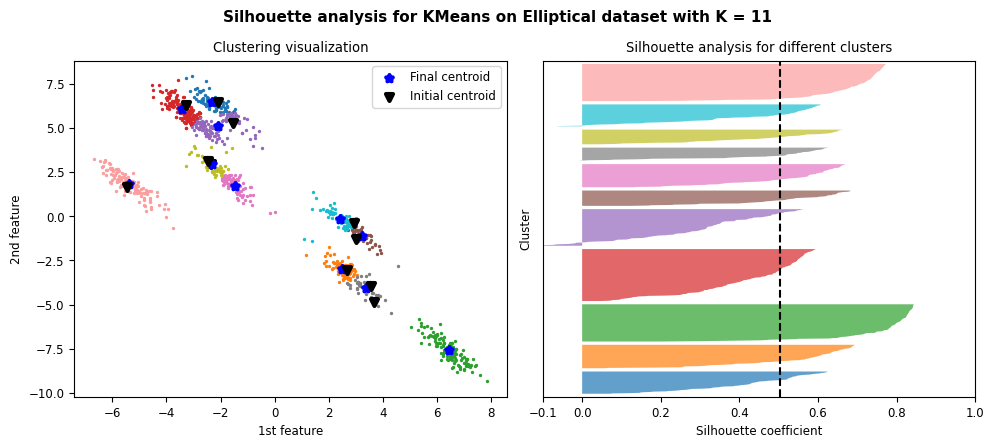 Silhouette analysis for KMeans on Elliptical dataset with K = 11
Clustering visualization
Final centroid
Initial centroid
7.5
5.0
2.5
0.0
−2.5
−5.0
−7.5
−10.0
2nd feature
−6 −4 −2 0 2 4 6 8
1st feature
Silhouette analysis for different clusters
Cluster
−0.1 0.0 0.2 0.4 0.6 0.8 1.0
Silhouette coefficient